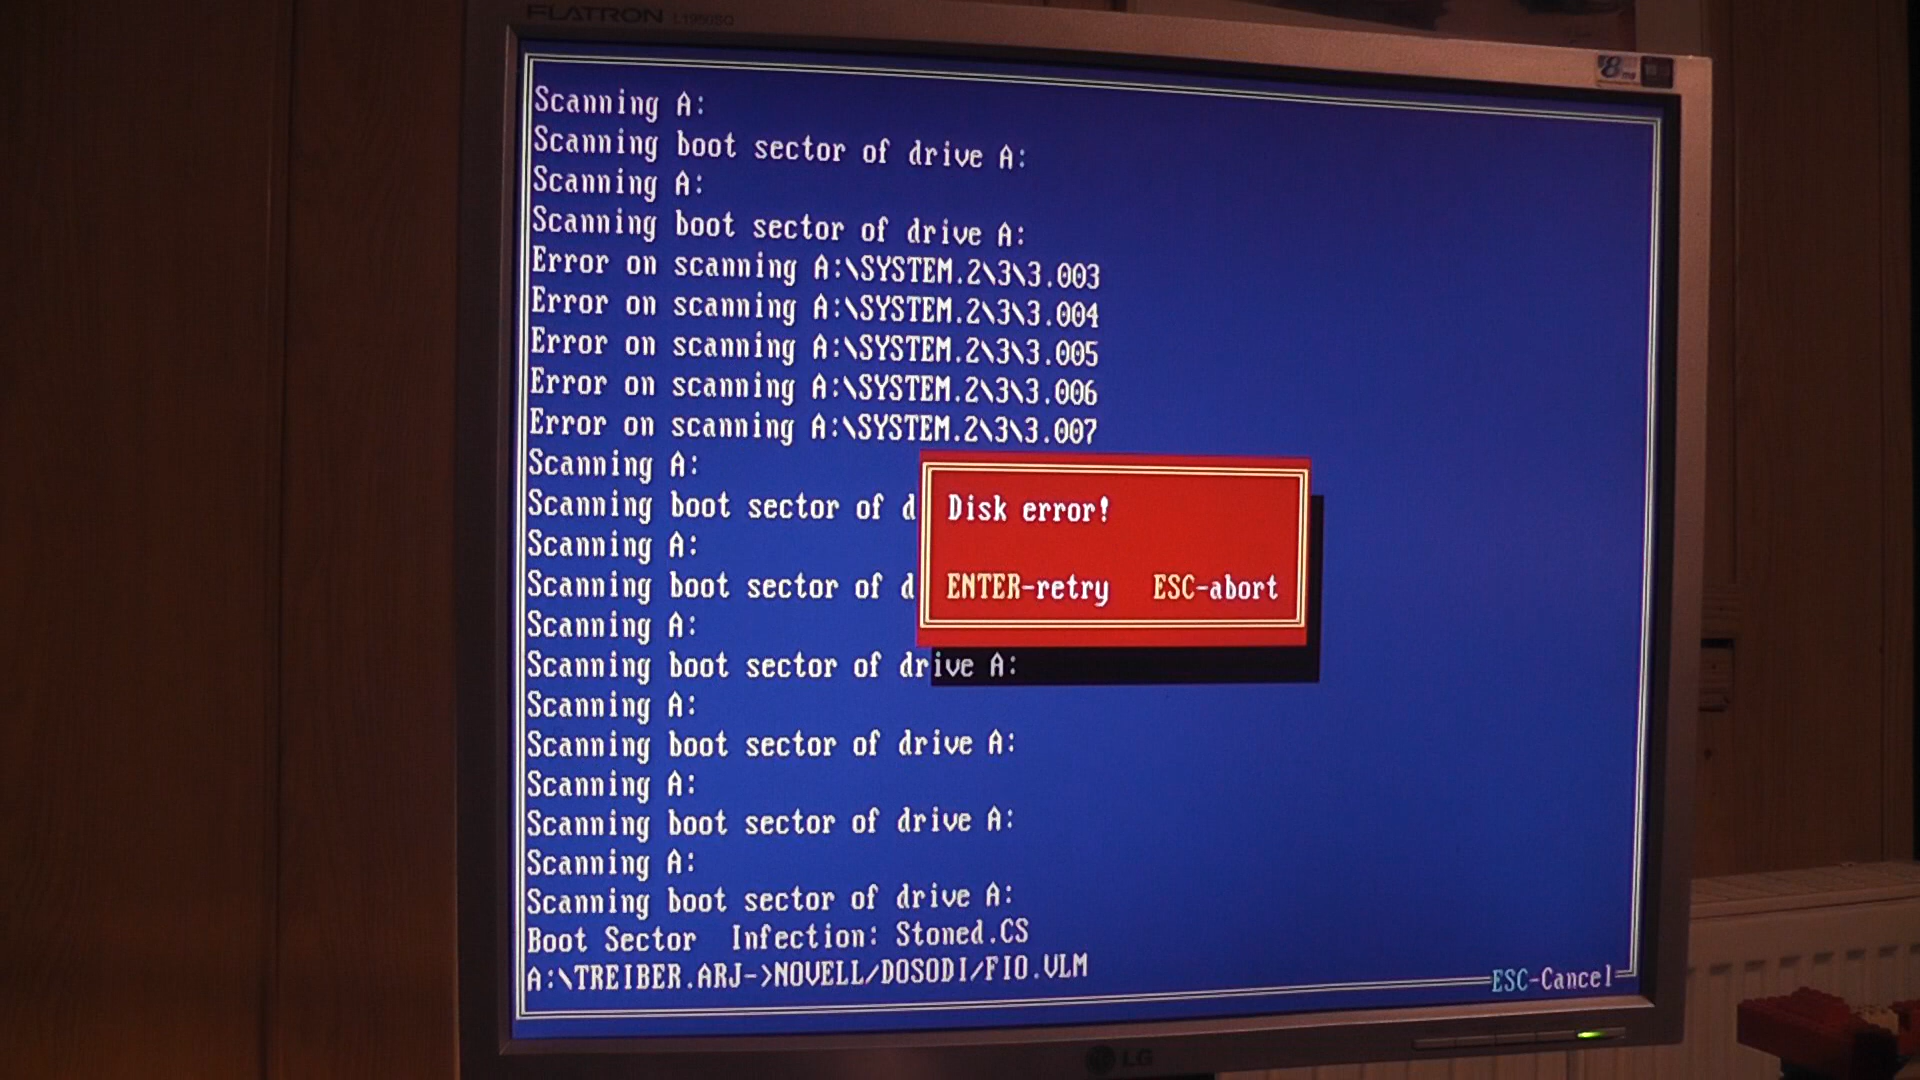 FLATRON L1950SQ
8ms
Scanning A:
Scanning boot sector of drive A:
Scanning A:
Scanning boot sector of drive A:
Error on scanning A:\SYSTEM.2\3\3.003
Error on scanning A:\SYSTEM.2\3\3.004
Error on scanning A:\SYSTEM.2\3\3.005
Error on scanning A:\SYSTEM.2\3\3.006
Error on scanning A:\SYSTEM.2\3\3.007
Scanning A:
Scanning boot sector of d
Disk error!
Scanning A:
Scanning boot sector of d
ENTER-retry ESC-abort
Scanning A:
Scanning boot sector of drive A:
Scanning A:
Scanning boot sector of drive A:
Scanning A:
Scanning boot sector of drive A:
Scanning A:
Scanning boot sector of drive A:
Boot Sector Infection: Stoned.CS
A:\TREIBER.ARJ->NOVELL/DOSODI/FIO.VLM
ESC-Cancel
LG